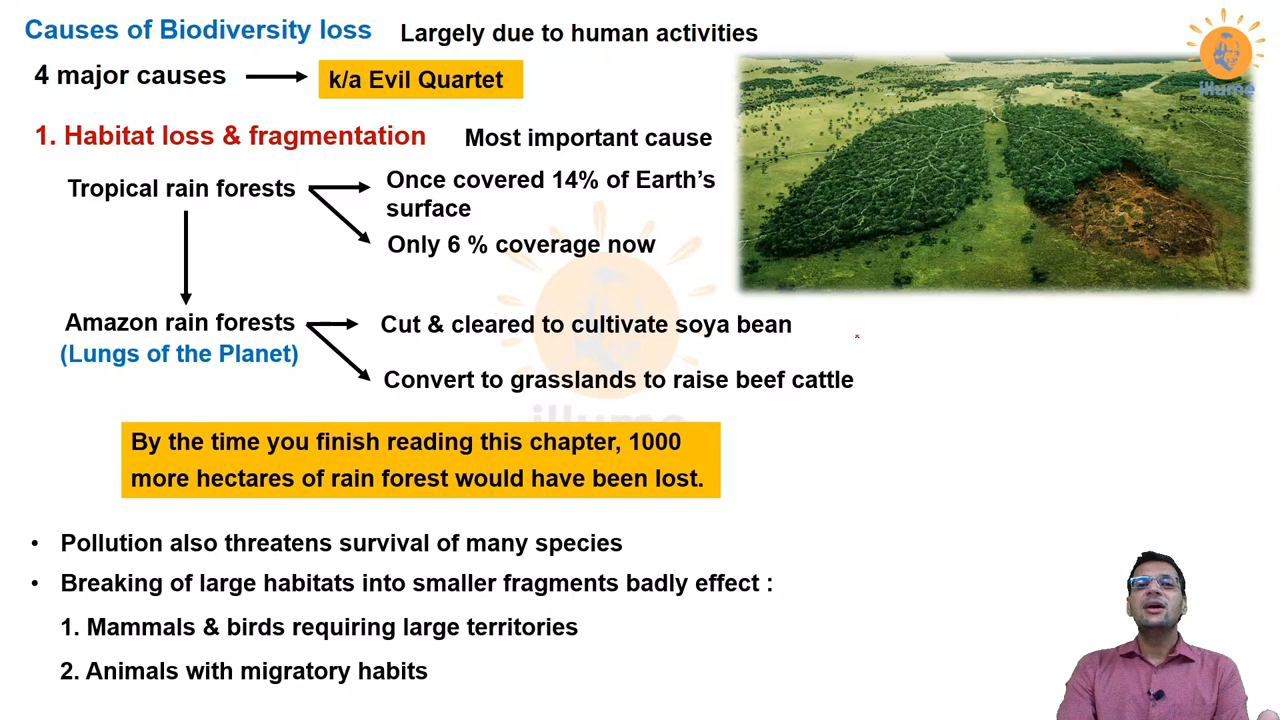 Causes of Biodiversity loss
Largely due to human activities
4 major causes
k/a Evil Quartet
illume
1. Habitat loss & fragmentation
Most important cause
Tropical rain forests
Once covered 14% of Earth's
surface
Only 6 % coverage now
Amazon rain forests
(Lungs of the Planet)
Cut & cleared to cultivate soya bean
Convert to grasslands to raise beef cattle
illume
By the time you finish reading this chapter, 1000
more hectares of rain forest would have been lost.
• Pollution also threatens survival of many species
• Breaking of large habitats into smaller fragments badly effect :
1. Mammals & birds requiring large territories
2. Animals with migratory habits